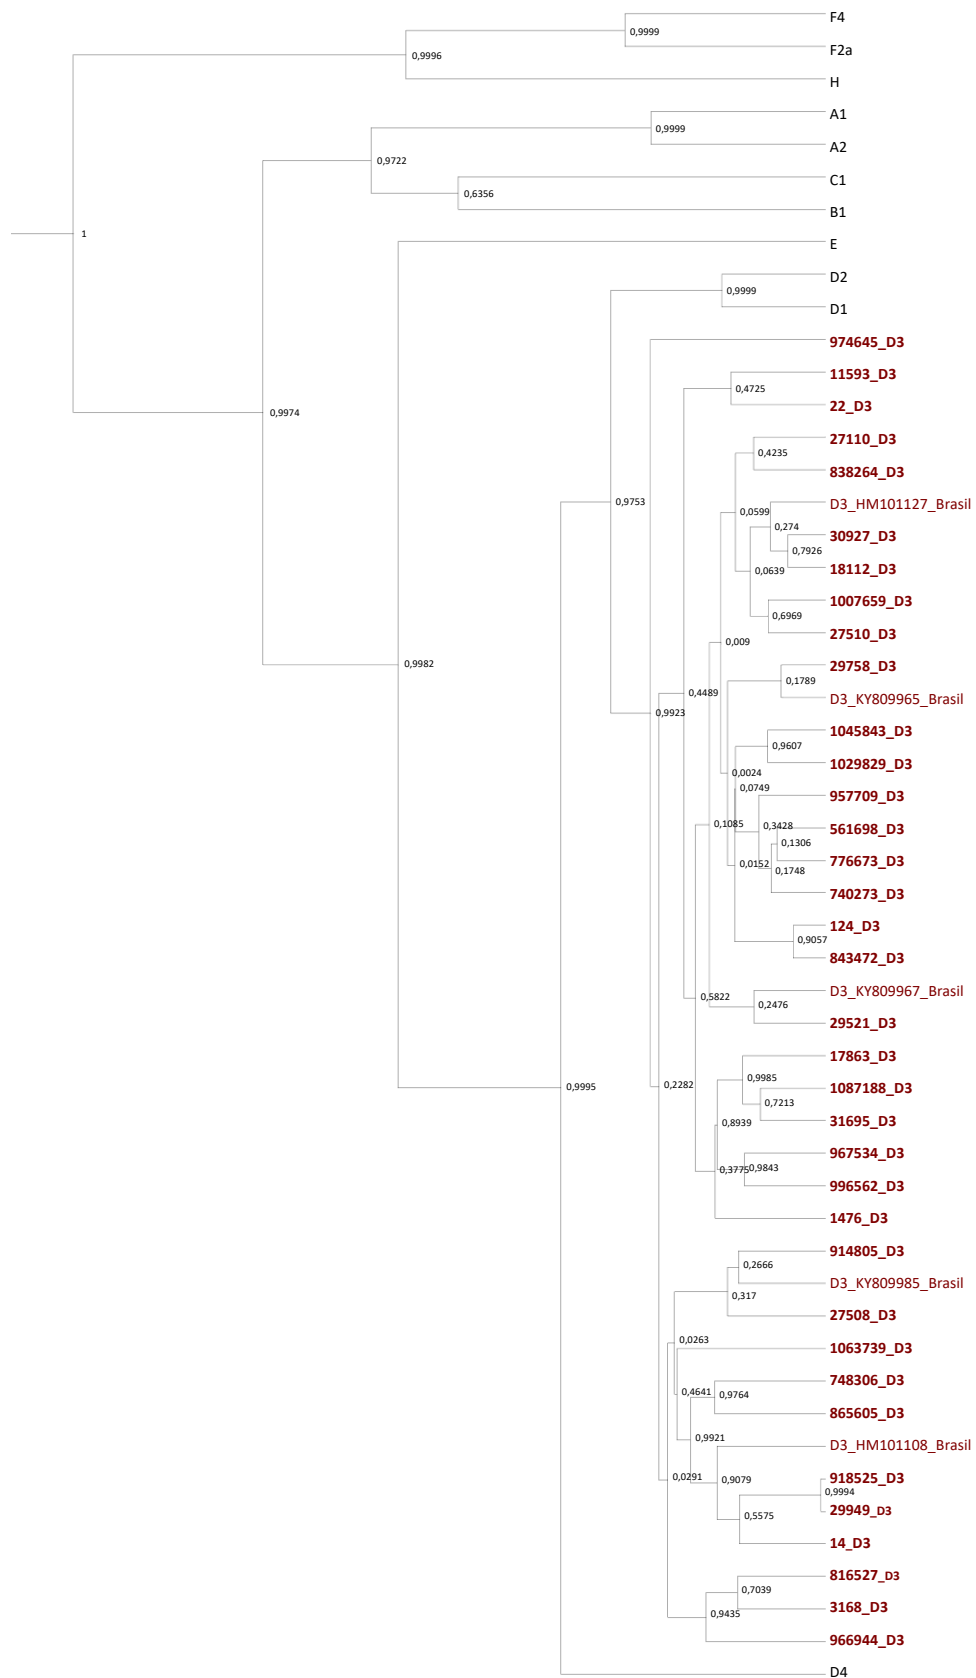 F4
0,9999
F2a
0,9996
H
A1
0,9999
A2
0,9722
C1
0,6356
B1
1
E
D2
0,9999
D1
974645_D3
11593_D3
0,4725
22_D3
0,9974
27110_D3
0,4235
838264_D3
0,9753
D3_HM101127_Brasil
0,0599
0,274
30927_D3
0,7926
18112_D3
0,0639
1007659_D3
0,6969
27510_D3
0,009
0,9982
29758_D3
0,1789
0,4489
D3_KY809965_Brasil
0,9923
1045843_D3
0,9607
1029829_D3
0,0024
0,0749
957709_D3
0,1085
0,3428
561698_D3
0,1306
776673_D3
0,0152
0,1748
740273_D3
124_D3
0,9057
843472_D3
D3_KY809967_Brasil
0,5822
0,2476
29521_D3
17863_D3
0,9985
0,9995
0,2282
1087188_D3
0,7213
31695_D3
0,8939
967534_D3
0,3775
0,9843
996562_D3
1476_D3
914805_D3
0,2666
D3_KY809985_Brasil
0,317
27508_D3
0,0263
1063739_D3
748306_D3
0,4641
0,9764
865605_D3
0,9921
D3_HM101108_Brasil
0,0291
0,9079
918525_D3
0,9994
29949_D3
0,5575
14_D3
816527_D3
0,7039
3168_D3
0,9435
966944_D3
D4